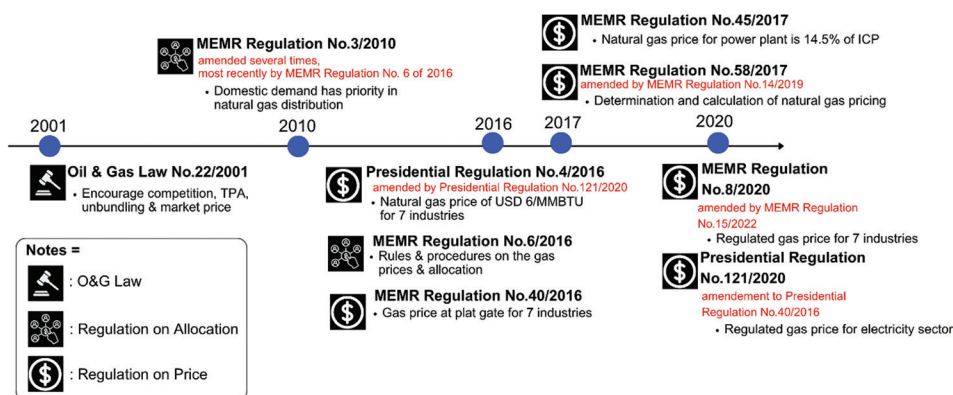 MEMR Regulation No.3/2010
amended several times,
most recently by MEMR Regulation No. 6 of 2016
• Domestic demand has priority in
natural gas distribution
MEMR Regulation No.45/2017
• Natural gas price for power plant is 14.5% of ICP
MEMR Regulation No.58/2017
amended by MEMR Regulation No.14/2019
• Determination and calculation of natural gas pricing
2001
2010
2016
2017
2020
Oil & Gas Law No.22/2001
• Encourage competition, TPA,
unbundling & market price
Presidential Regulation No.4/2016
amended by Presidential Regulation No.121/2020
• Natural gas price of USD 6/MMBTU
for 7 industries
MEMR Regulation No.6/2016
• Rules & procedures on the gas
prices & allocation
MEMR Regulation No.40/2016
• Gas price at plat gate for 7 industries
MEMR Regulation
No.8/2020
amended by MEMR Regulation
No.15/2022
• Regulated gas price for 7 industries
Presidential Regulation
No.121/2020
amendement to Presidential
Regulation No.40/2016
• Regulated gas price for electricity sector
Notes =
: O&G Law
: Regulation on Allocation
$ : Regulation on Price